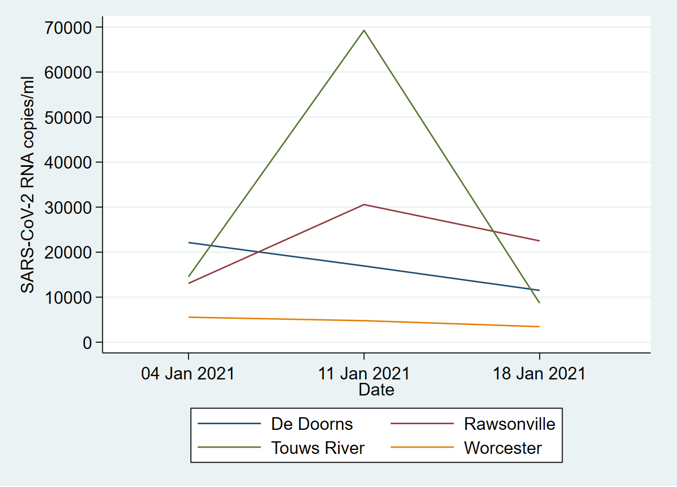 SARS-CoV-2 RNA copies/ml
70000
60000
50000
40000
30000
20000
10000
0
04 Jan 2021 11 Jan 2021 18 Jan 2021
Date
De Doorns Rawsonville
Touws River Worcester